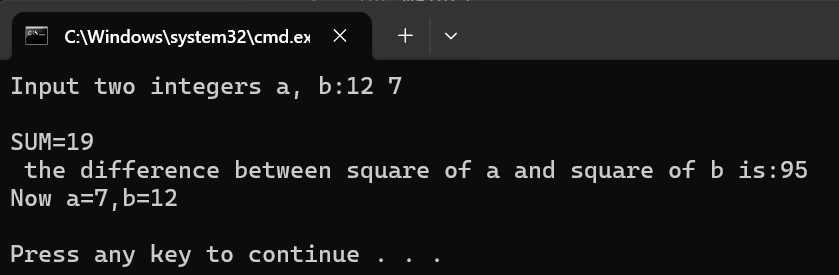 C:\Windows\system32\cmd.ex
Input two integers a, b:12 7
SUM=19
the difference between square of a and square of b is:95
Now a=7,b=12
Press any key to continue . . .